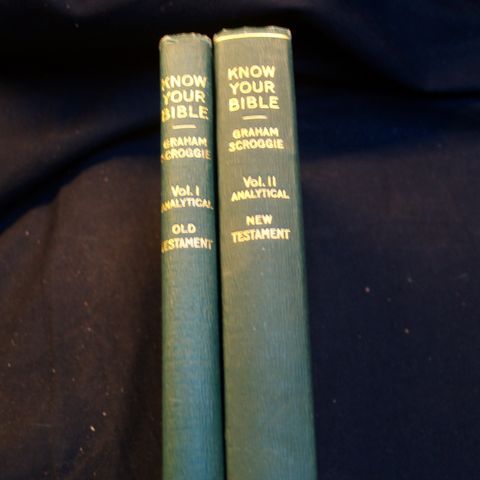 KNOW
YOUR
BIBLE
GRAHAM
SCROGGIE
Vol. I
ANALYTICAL
OLD
TESTAMENT
KNOW
YOUR
BIBLE
GRAHAM
SCROGGIE
Vol. II
ANALYTICAL
NEW
TESTAMENT